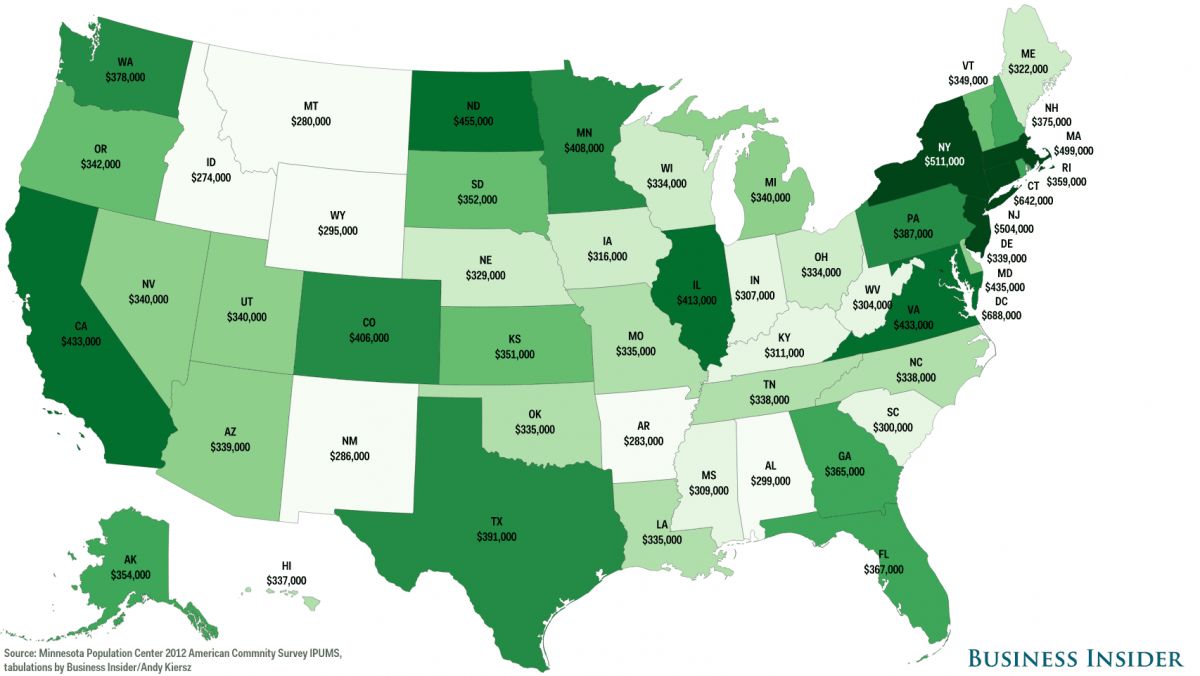 WA
$378,000
OR
$342,000
CA
$433,000
NV
$340,000
ID
$274,000
MT
$280,000
WY
$295,000
UT
$340,000
CO
$406,000
AZ
$339,000
NM
$286,000
ND
$455,000
SD
$352,000
NE
$329,000
KS
$351,000
OK
$335,000
TX
$391,000
MN
$408,000
IA
$316,000
MO
$335,000
AR
$283,000
LA
$335,000
WI
$334,000
IL
$413,000
MI
$340,000
IN
$307,000
OH
$334,000
KY
$311,000
TN
$338,000
MS
$309,000
AL
$299,000
GA
$365,000
FL
$367,000
SC
$300,000
NC
$338,000
VA
$433,000
WV
$304,000
PA
$387,000
NY
$511,000
VT
$349,000
ME
$322,000
NH
$375,000
MA
$499,000
RI
$359,000
CT
$642,000
NJ
$504,000
DE
$339,000
MD
$435,000
DC
$688,000
AK
$354,000
HI
$337,000
Source: Minnesota Population Center 2012 American Commnity Survey IPUMS,
tabulations by Business Insider/Andy Kiersz
BUSINESS INSIDER